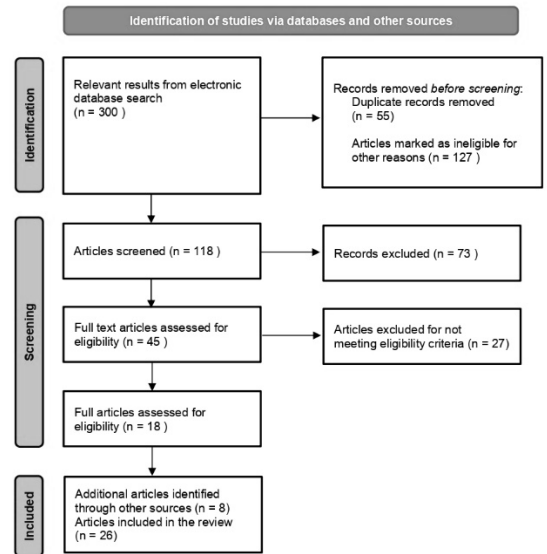 Identification of studies via databases and other sources
Identification
Relevant results from electronic
database search
(n = 300 )
Records removed before screening:
Duplicate records removed
(n = 55)
Articles marked as ineligible for
other reasons (n = 127 )
Screening
Articles screened (n = 118 )
Records excluded (n = 73 )
Full text articles assessed for
eligibility (n = 45 )
Articles excluded for not
meeting eligibility criteria (n = 27)
Full articles assessed for
eligibility (n = 18 )
Included
Additional articles identified
through other sources (n = 8)
Articles included in the review
(n = 26)